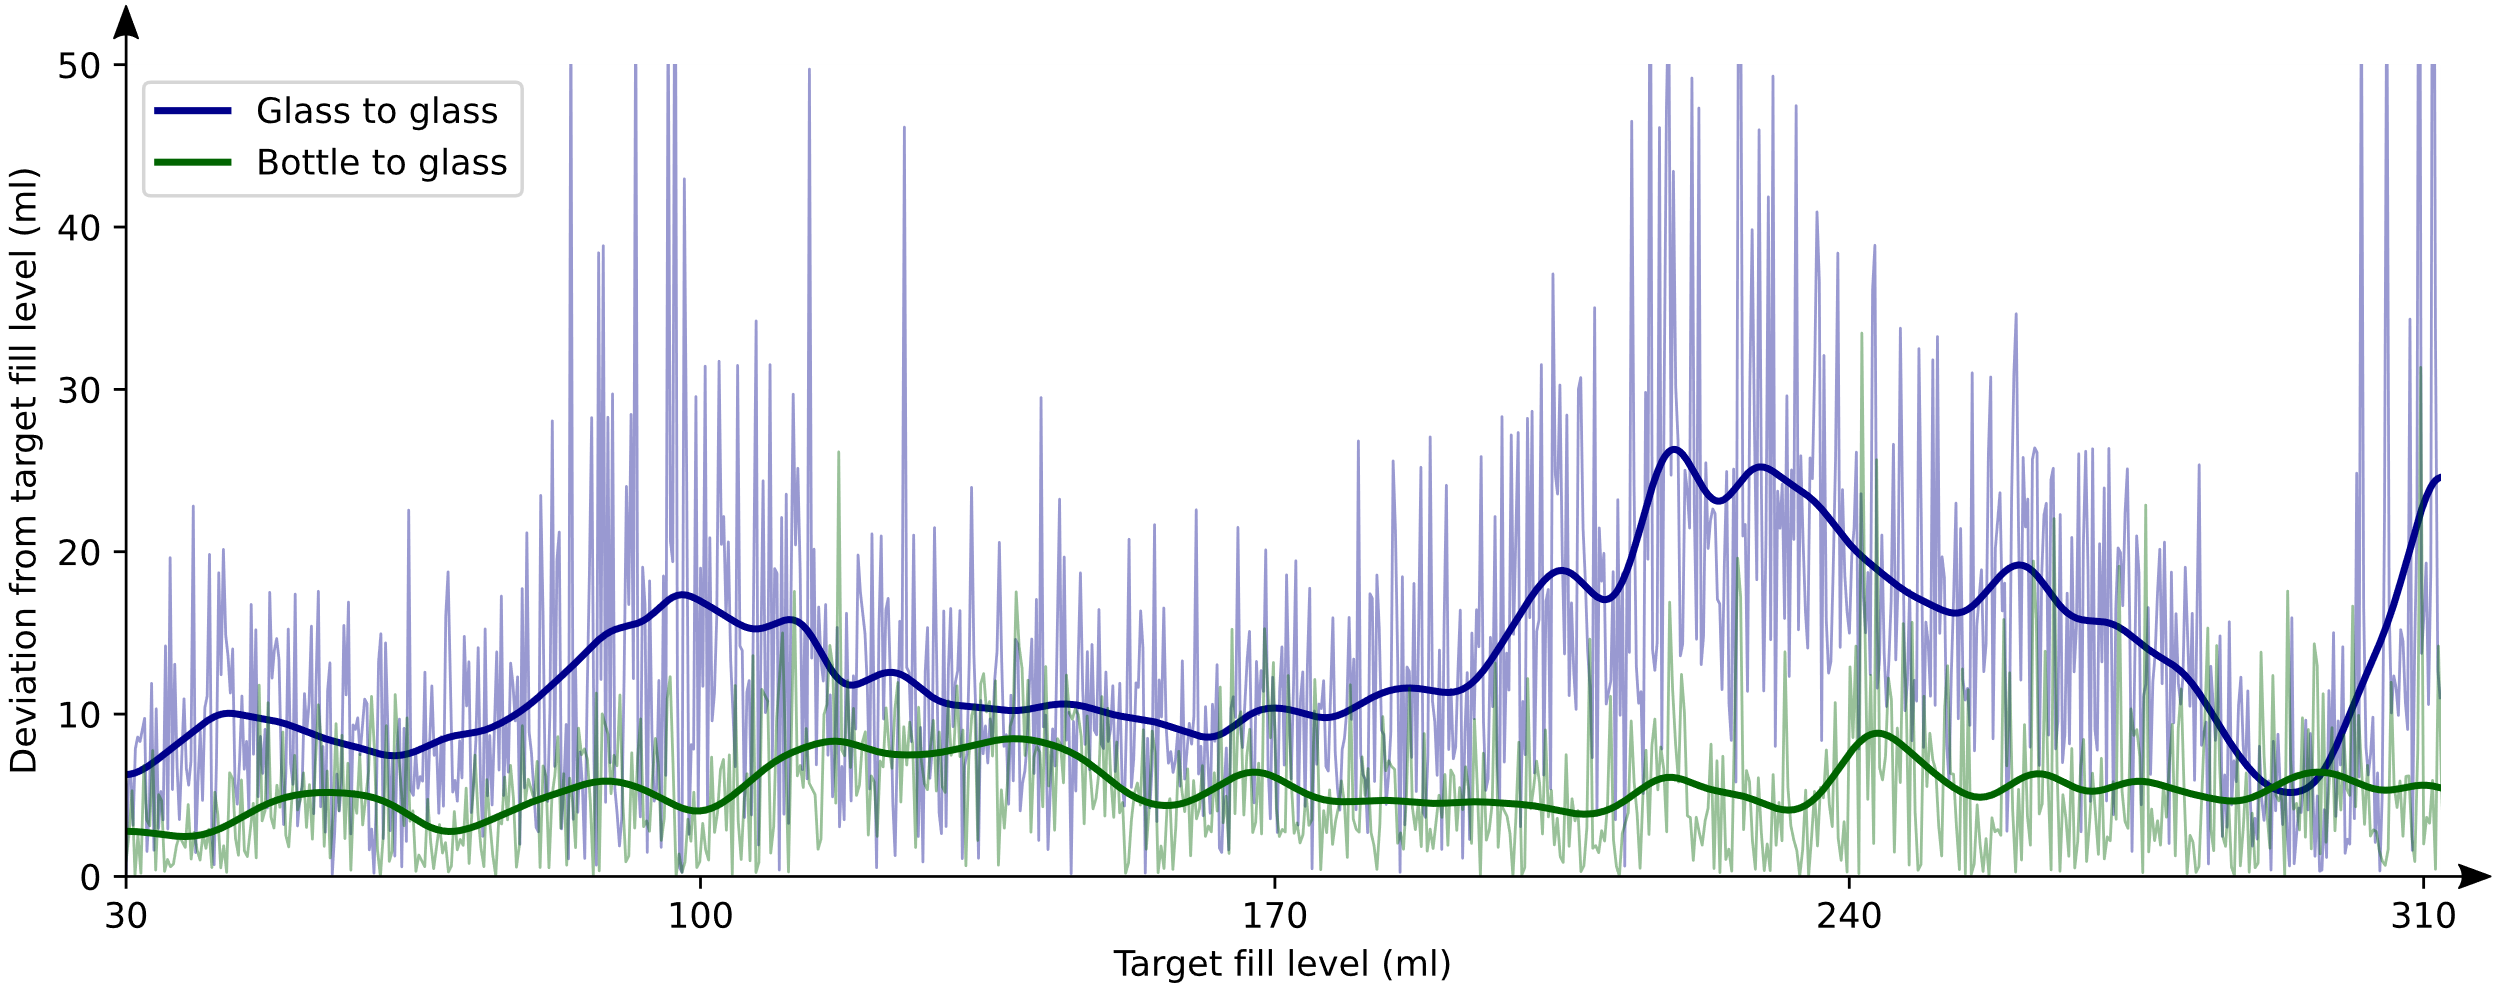 50
40
30
20
10
0
Deviation from target fill level (ml)
Glass to glass
Bottle to glass
30
100
170
240
310
Target fill level (ml)